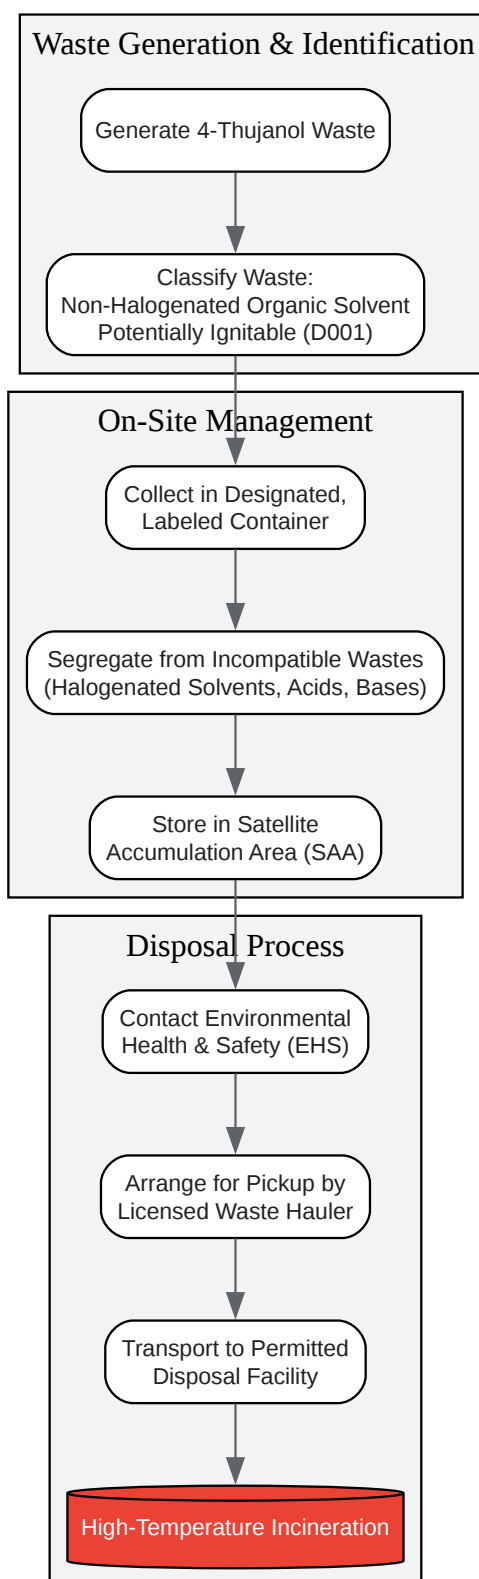 Waste Generation & Identification
Generate 4-Thujanol Waste
Classify Waste:
Non-Halogenated Organic Solvent
Potentially Ignitable (D001)
On-Site Management
Collect in Designated,
Labeled Container
Segregate from Incompatible Wastes
(Halogenated Solvents, Acids, Bases)
Store in Satellite
Accumulation Area (SAA)
Disposal Process
Contact Environmental
Health & Safety (EHS)
Arrange for Pickup by
Licensed Waste Hauler
Transport to Permitted
Disposal Facility
High-Temperature Incineration